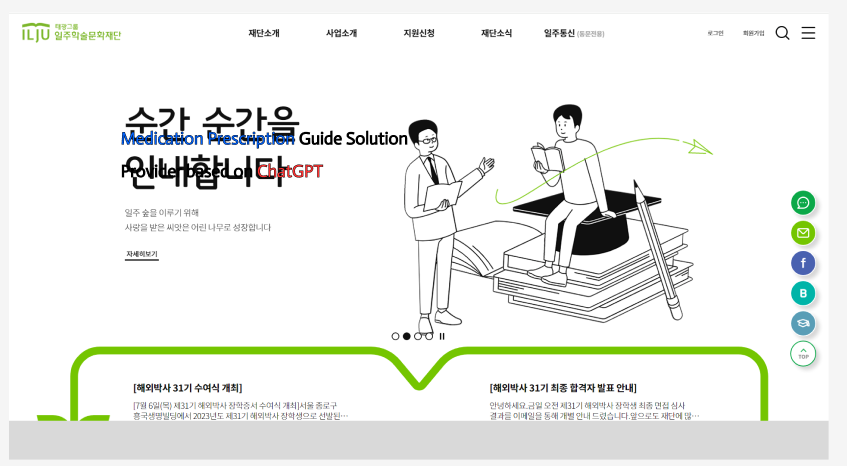 태광그룹
ILJU 일주학술문화재단
재단소개 사업소개 지원신청 재단소식 일주통신 (동문전용) 로그인 회원가입
순간 순간을
Medication Prescription Guide Solution
안내합니다
Provider based on ChatGPT
일주 숲을 이루기 위해
사랑을 받은 씨앗은 어린 나무로 성장합니다
자세히보기
f
B
TOP
[해외박사 31기 수여식 개최]
[7월 6일(목) 제31기 해외박사 장학증서 수여식 개최]서울 종로구
흥국생명빌딩에서 2023년도 제31기 해외박사 장학생으로 선발된…
[해외박사 31기 최종 합격자 발표 안내]
안녕하세요.금일 오전 제31기 해외박사 장학생 최종 면접 심사
결과를 이메일을 통해 개별 안내 드렸습니다.앞으로도 재단에 많…